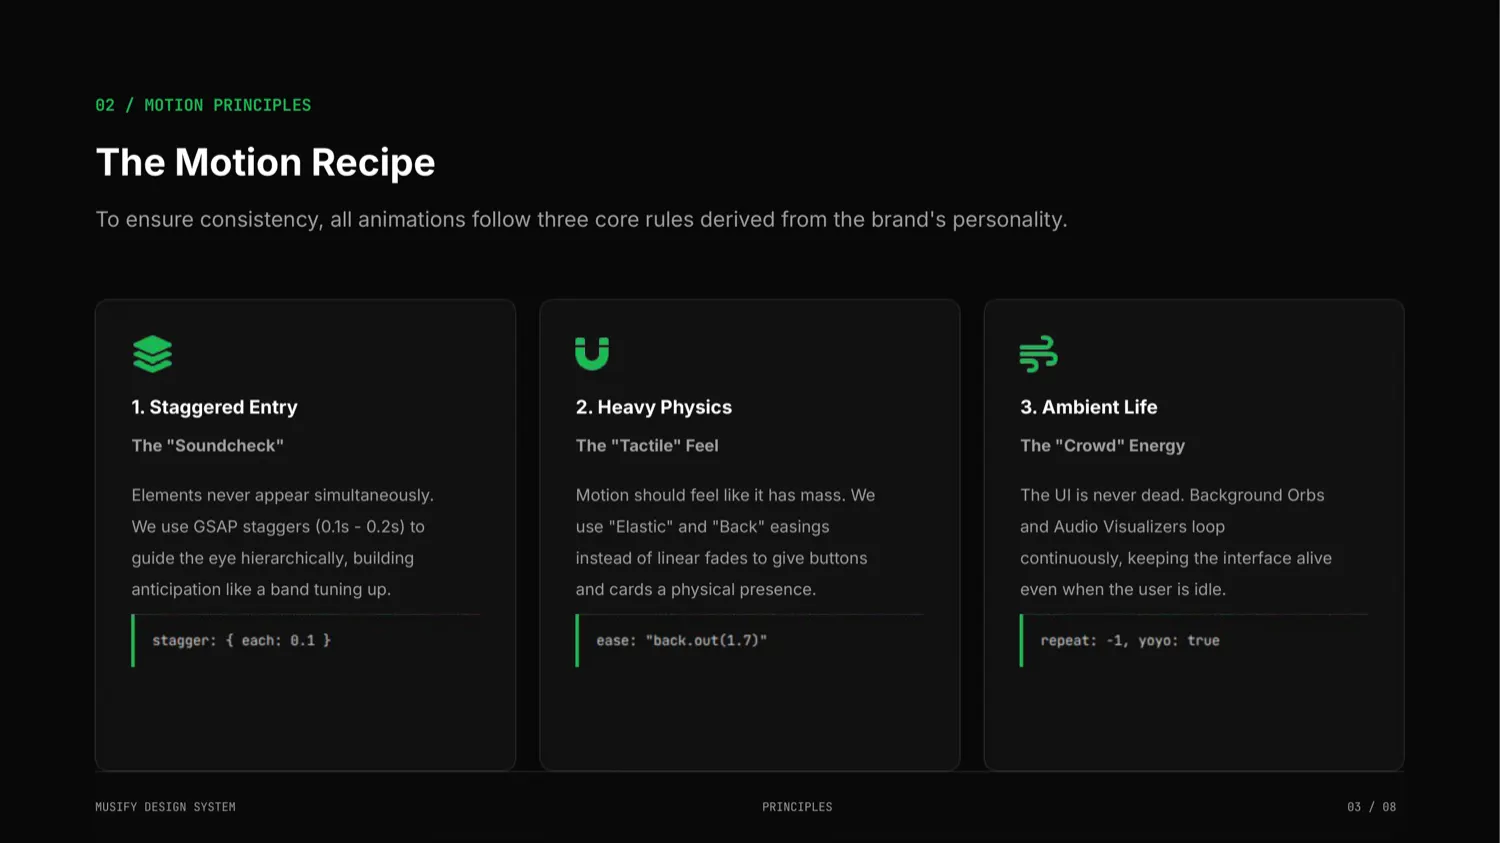 02 / MOTION PRINCIPLES
The Motion Recipe
To ensure consistency, all animations follow three core rules derived from the brand's personality.
1. Staggered Entry
The "Soundcheck"
Elements never appear simultaneously.
We use GSAP staggers (0.1s - 0.2s) to
guide the eye hierarchically, building
anticipation like a band tuning up.
stagger: { each: 0.1 }
2. Heavy Physics
The "Tactile" Feel
Motion should feel like it has mass. We
use "Elastic" and "Back" easings
instead of linear fades to give buttons
and cards a physical presence.
ease: "back.out(1.7)"
3. Ambient Life
The "Crowd" Energy
The UI is never dead. Background Orbs
and Audio Visualizers loop
continuously, keeping the interface alive
even when the user is idle.
repeat: -1, yoyo: true
MUSIFY DESIGN SYSTEM
PRINCIPLES
03 / 08